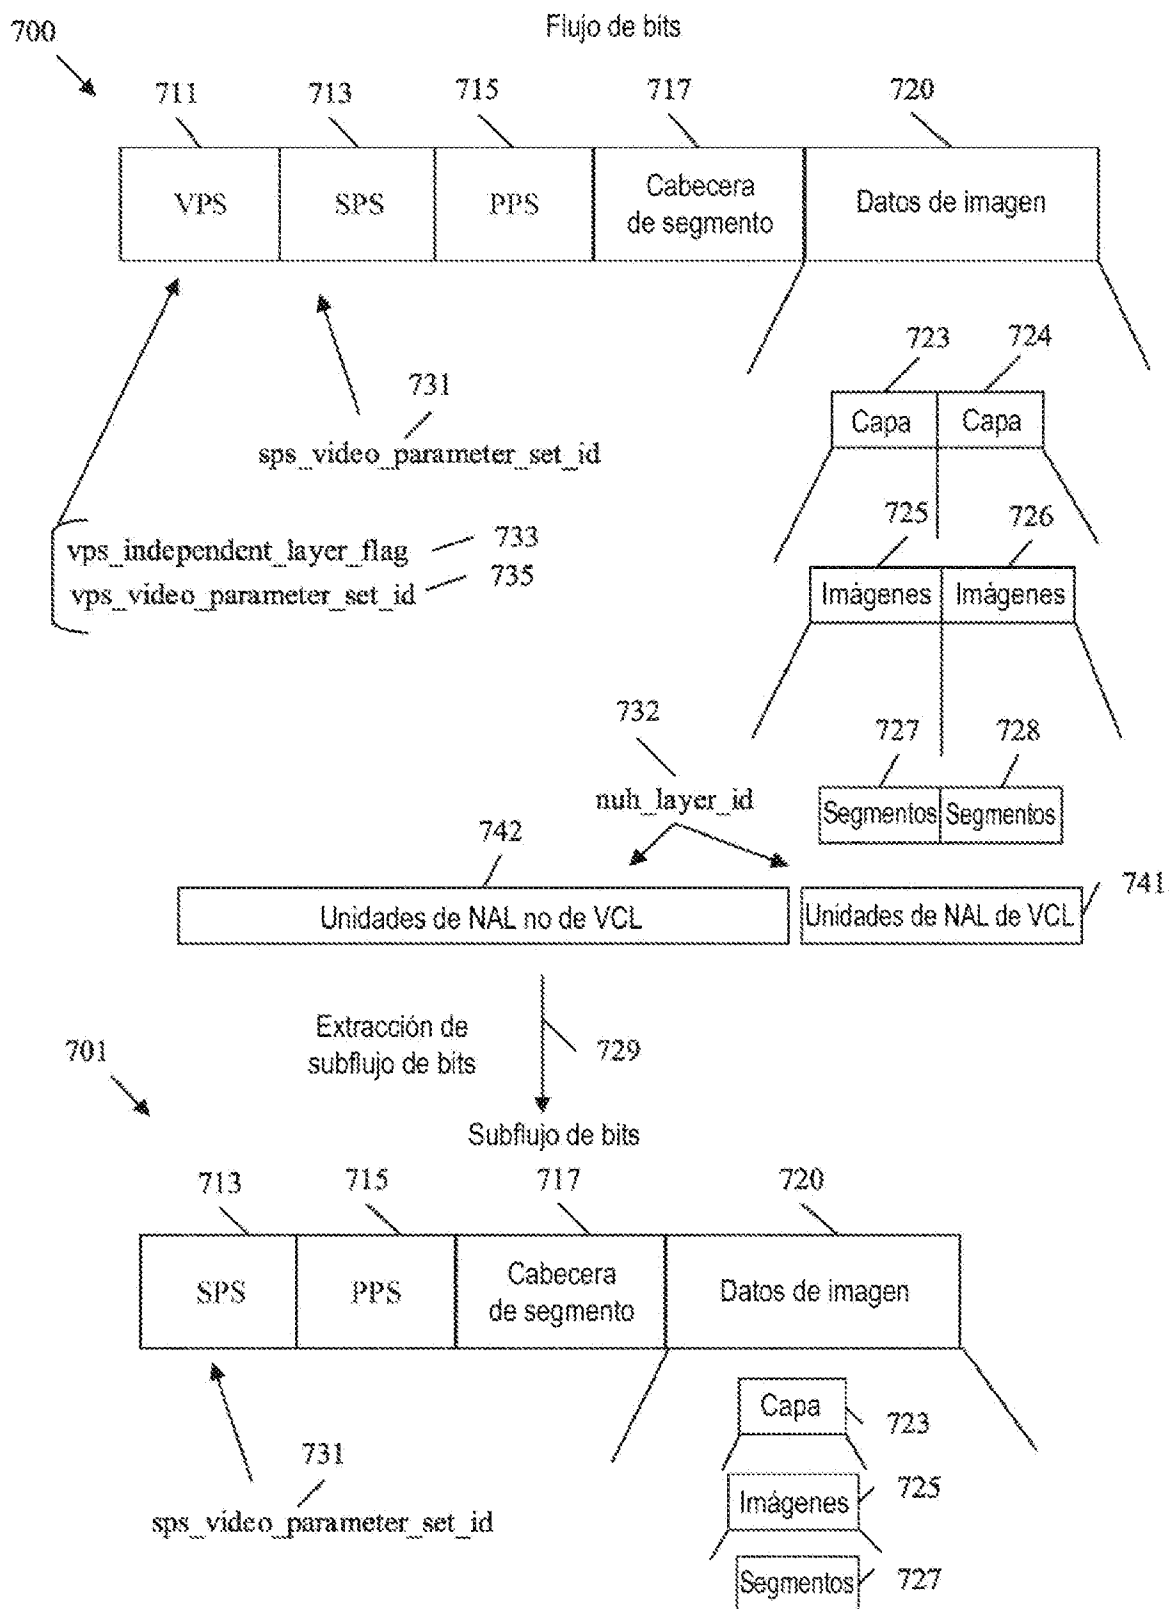 Flujo de bits
700
711
713
715
717
720
VPS
SPS
PPS
Cabecera
de segmento
Datos de imagen
723
724
731
Capa
Capa
sps_video_parameter_set_id
725
726
vps_independent_layer_flag
733
vps_video_parameter_set_id
735
Imágenes
Imágenes
732
727
728
nuh_layer_id
Segmentos
Segmentos
742
741
Unidades de NAL no de VCL
Unidades de NAL de VCL
Extracción de
subflujo de bits
729
701
Subflujo de bits
713
715
717
720
SPS
PPS
Cabecera
de segmento
Datos de imagen
Capa
723
731
Imágenes
725
sps_video_parameter_set_id
Segmentos
727